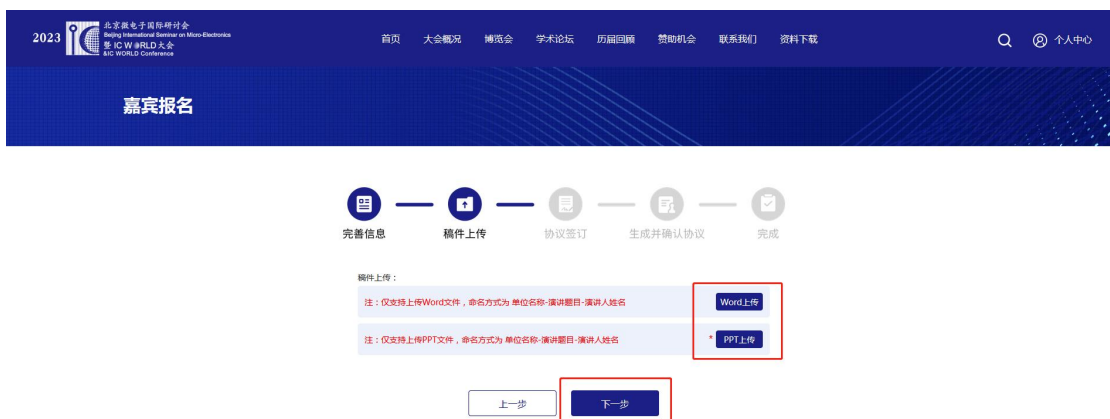 2023
北京微电子国际研讨会
Beijing International Seminar on Micro-Electronics
暨 IC W RLD大会
&IC WORLD Conference
首页 大会概况 博览会 学术论坛 历届回顾 赞助机会 联系我们 资料下载
个人中心
嘉宾报名
完善信息 稿件上传 协议签订 生成并确认协议 完成
稿件上传：
注：仅支持上传Word文件，命名方式为 单位名称-演讲题目-演讲人姓名 Word上传
注：仅支持上传PPT文件，命名方式为 单位名称-演讲题目-演讲人姓名 * PPT上传
上一步 下一步